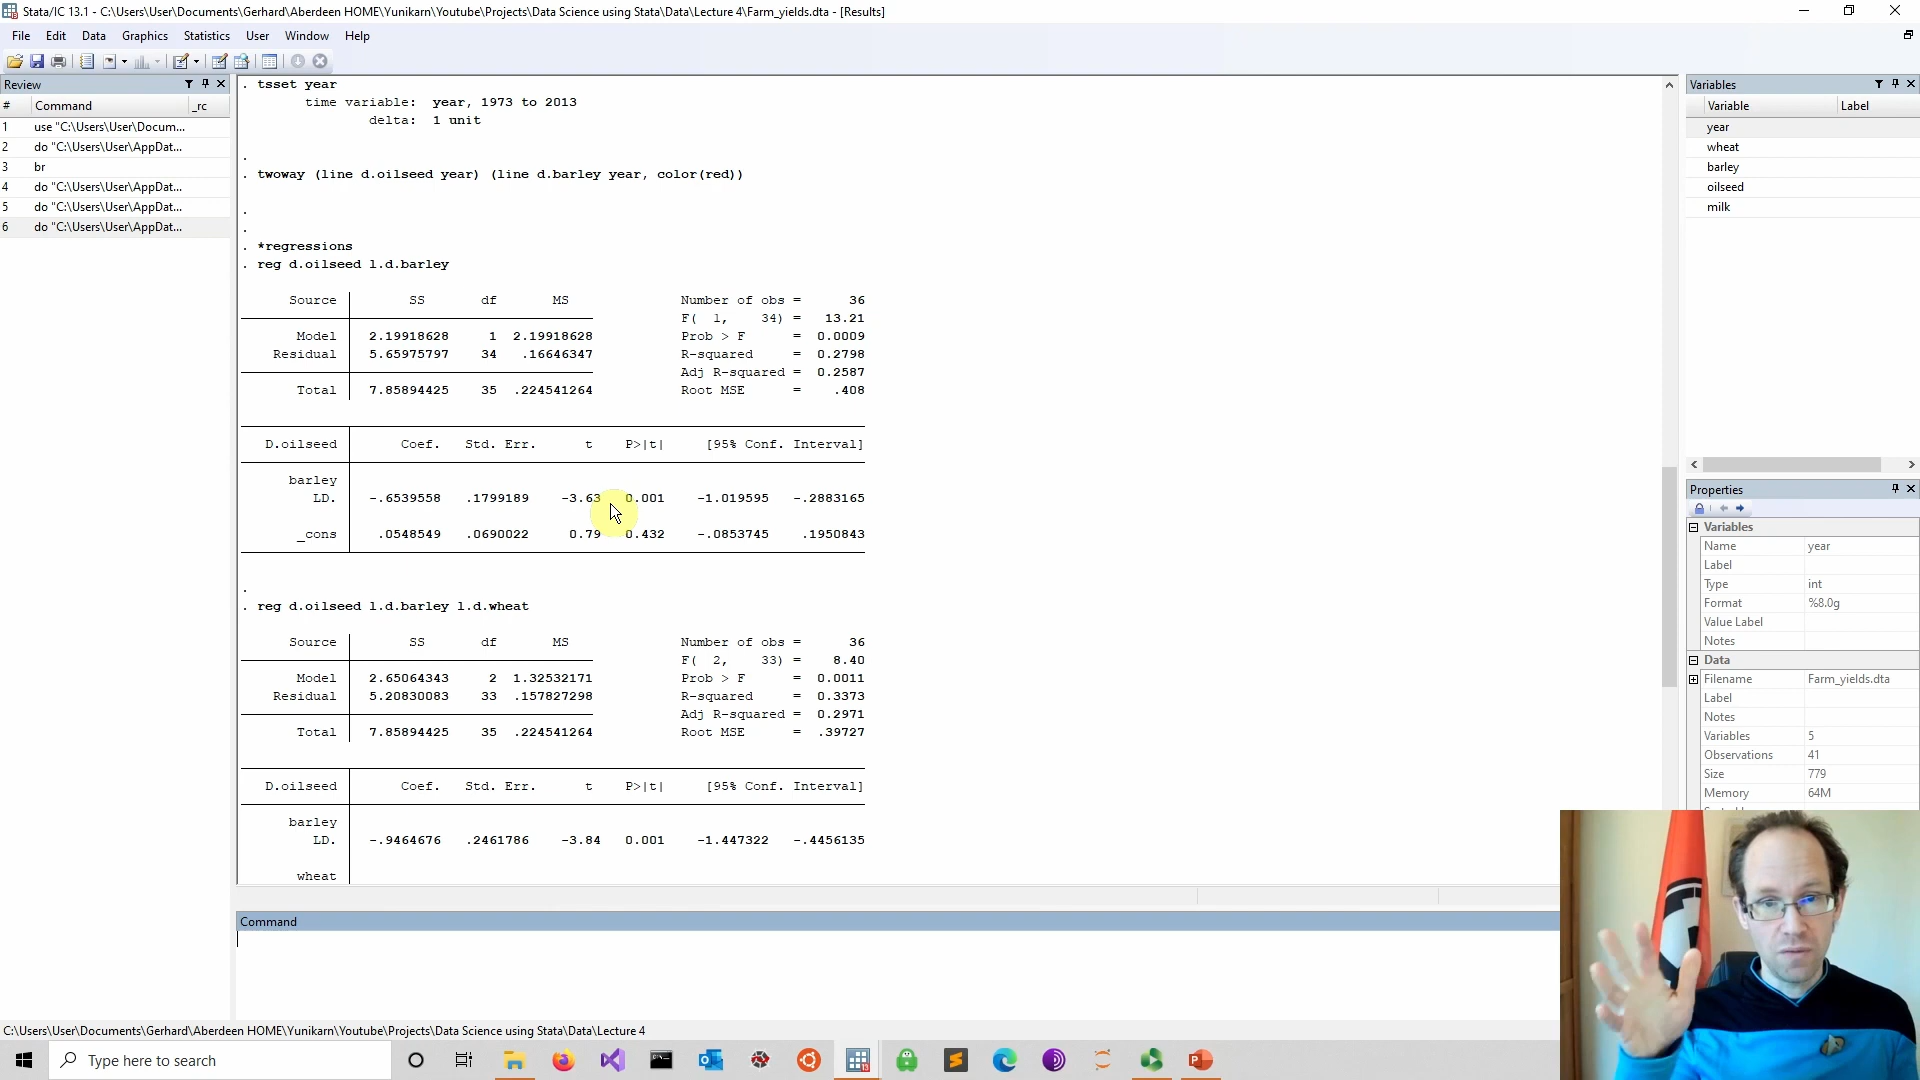 Stata/IC 13.1 - C:\Users\User\Documents\Gerhard\Aberdeen HOME\Yunikarn\Youtube\Projects\Data Science using Stata\Data\Lecture 4\Farm_yields.dta - [Results]
File Edit Data Graphics Statistics User Window Help
Review
# Command _rc
1 use "C:\Users\User\Docum...
2 do "C:\Users\User\AppDat...
3 br
4 do "C:\Users\User\AppDat...
5 do "C:\Users\User\AppDat...
6 do "C:\Users\User\AppDat...
. tsset year
time variable: year, 1973 to 2013
delta: 1 unit
.
. twoway (line d.oilseed year) (line d.barley year, color(red))
.
.
. *regressions
. reg d.oilseed l.d.barley
Source SS df MS Number of obs = 36
F( 1, 34) = 13.21
Model 2.19918628 1 2.19918628 Prob > F = 0.0009
Residual 5.65975797 34 .16646347 R-squared = 0.2798
Adj R-squared = 0.2587
Total 7.85894425 35 .224541264 Root MSE = .408
D.oilseed Coef. Std. Err. t P>|t| [95% Conf. Interval]
barley
LD. -.6539558 .1799189 -3.63 0.001 -1.019595 -.2883165
_cons .0548549 .0690022 0.79 0.432 -.0853745 .1950843
.
. reg d.oilseed l.d.barley l.d.wheat
Source SS df MS Number of obs = 36
F( 2, 33) = 8.40
Model 2.65064343 2 1.32532171 Prob > F = 0.0011
Residual 5.20830083 33 .157827298 R-squared = 0.3373
Adj R-squared = 0.2971
Total 7.85894425 35 .224541264 Root MSE = .39727
D.oilseed Coef. Std. Err. t P>|t| [95% Conf. Interval]
barley
LD. -.9464676 .2461786 -3.84 0.001 -1.447322 -.4456135
wheat
Command
Variables
Variable Label
year
wheat
barley
oilseed
milk
Properties
Variables
Name year
Label
Type int
Format %8.0g
Value Label
Notes
Data
Filename Farm_yields.dta
Label
Notes
Variables 5
Observations 41
Size 779
Memory 64M
C:\Users\User\Documents\Gerhard\Aberdeen HOME\Yunikarn\Youtube\Projects\Data Science using Stata\Data\Lecture 4
Type here to search